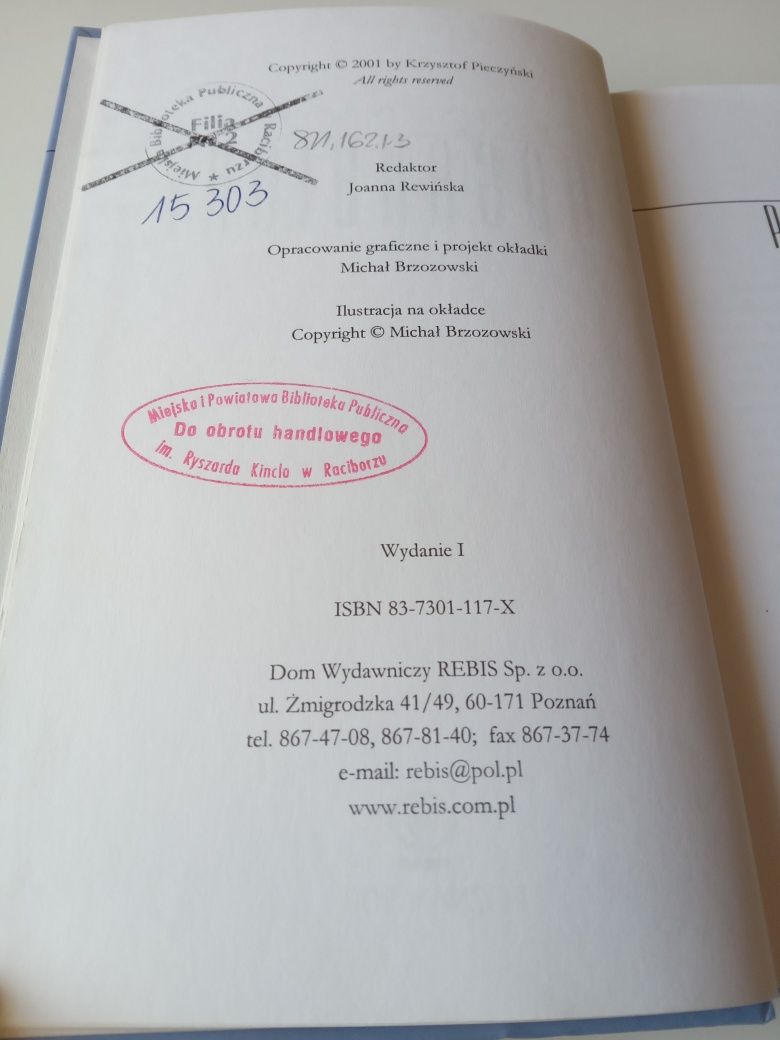 Copyright © 2001 by Krzysztof Pieczyński
All rights reserved
Miejska Biblioteka Publiczna w Raciborzu ★
Filia
2
821.162.1-3
15 303
Redaktor
Joanna Rewińska
Opracowanie graficzne i projekt okładki
Michał Brzozowski
Ilustracja na okładce
Copyright © Michał Brzozowski
Miejska i Powiatowa Biblioteka Publiczna
Do obrotu handlowego
im. Ryszarda Kincla w Raciborzu
Wydanie I
ISBN 83-7301-117-X
Dom Wydawniczy REBIS Sp. z o.o.
ul. Żmigrodzka 41/49, 60-171 Poznań
tel. 867-47-08, 867-81-40; fax 867-37-74
e-mail: rebis@pol.pl
www.rebis.com.pl
P